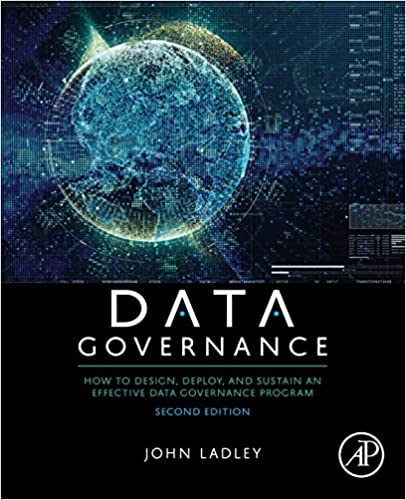 DATA
GOVERNANCE
HOW TO DESIGN, DEPLOY, AND SUSTAIN AN
EFFECTIVE DATA GOVERNANCE PROGRAM
SECOND EDITION
JOHN LADLEY
AP